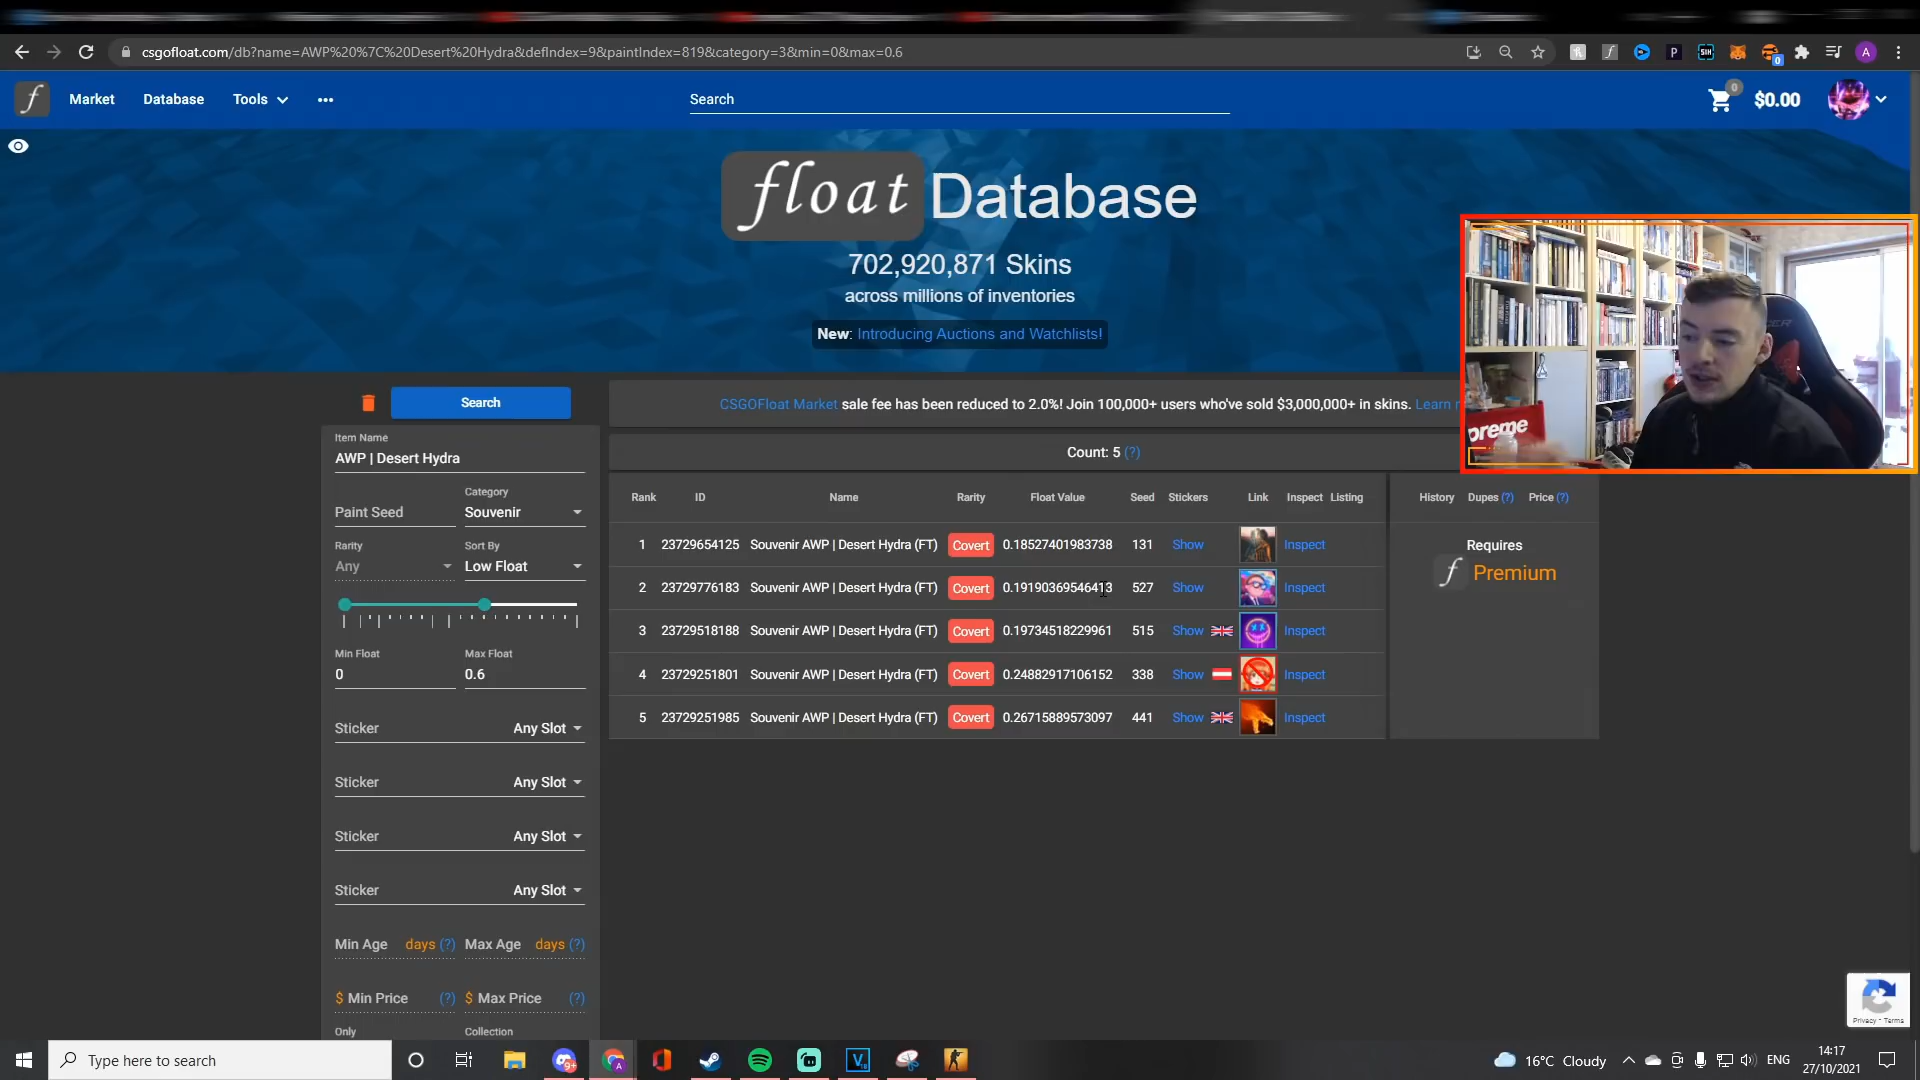 csgofloat.com/db?name=AWP%20%7C%20Desert%20Hydra&defIndex=9&paintIndex=819&category=3&min=0&max=0.6
f Market Database Tools ••• Search 0 $0.00
float Database
702,920,871 Skins
across millions of inventories
New: Introducing Auctions and Watchlists!
Search
CSGOFloat Market sale fee has been reduced to 2.0%! Join 100,000+ users who've sold $3,000,000+ in skins. Learn
Count: 5 (?)
Item Name
AWP | Desert Hydra
Paint Seed
Category
Souvenir
Rarity
Any
Sort By
Low Float
Min Float
0
Max Float
0.6
Sticker Any Slot
Sticker Any Slot
Sticker Any Slot
Sticker Any Slot
Min Age days (?) Max Age days (?)
$ Min Price (?) $ Max Price (?)
Only Collection
Rank ID Name Rarity Float Value Seed Stickers Link Inspect Listing
1 23729654125 Souvenir AWP | Desert Hydra (FT) Covert 0.18527401983738 131 Show Inspect
2 23729776183 Souvenir AWP | Desert Hydra (FT) Covert 0.19190369546413 527 Show Inspect
3 23729518188 Souvenir AWP | Desert Hydra (FT) Covert 0.19734518229961 515 Show Inspect
4 23729251801 Souvenir AWP | Desert Hydra (FT) Covert 0.24882917106152 338 Show Inspect
5 23729251985 Souvenir AWP | Desert Hydra (FT) Covert 0.26715889573097 441 Show Inspect
History Dupes (?) Price (?)
Requires
f Premium
preme
Privacy - Terms
Type here to search
16°C Cloudy
ENG
14:17
27/10/2021